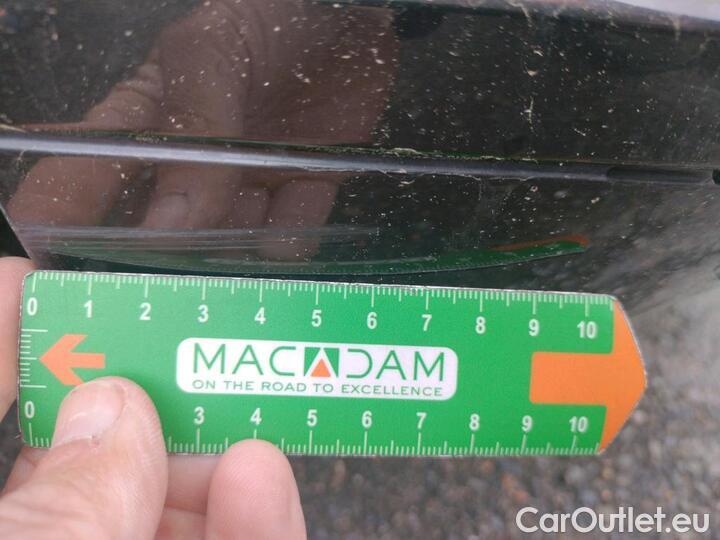 0 1 2 3 4 5 6 7 8 9 10
MACADAM
ON THE ROAD TO EXCELLENCE
0 3 4 5 6 7 8 9 10
CarOutlet.eu